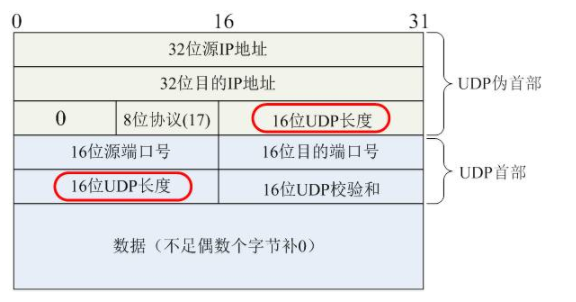 0 16 31
32位源IP地址
32位目的IP地址
UDP伪首部
0 8位协议(17) 16位UDP长度
16位源端口号 16位目的端口号
UDP首部
16位UDP长度 16位UDP校验和
数据（不足偶数个字节补0）